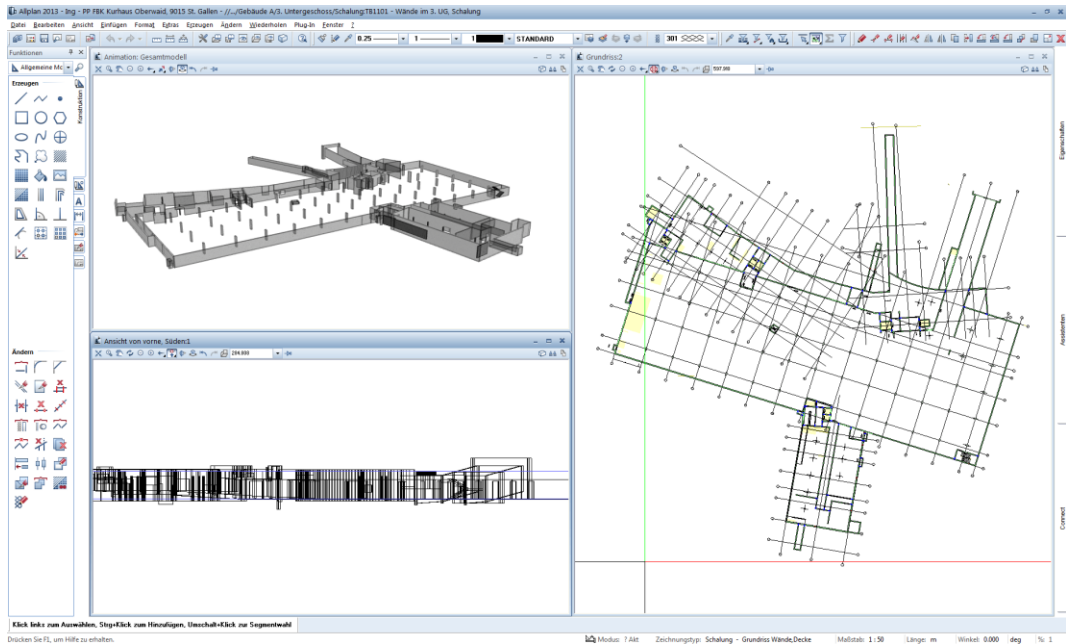 Allplan 2013 - Ing - PP FBK Kurhaus Oberwaid, 9015 St. Gallen - //.../Gebäude A/3. Untergeschoss/Schalung:TB1101 - Wände im 3. UG, Schalung
Datei Bearbeiten Ansicht Einfügen Format Extras Erzeugen Ändern Wiederholen Plug-In Fenster ?
0.25 1 1 STANDARD 301
Funktionen
Allgemeine Mo
Erzeugen
Konstruktion
Ändern
Animation: Gesamtmodell
Ansicht von vorne, Süden:1
204.000
Grundriss:2
Eigenschaften
Assistenten
Connect
Klick links zum Auswählen, Strg+Klick zum Hinzufügen, Umschalt+Klick zur Segmentwahl
Drücken Sie F1, um Hilfe zu erhalten.
Modus: ? Akt Zeichnungstyp: Schalung - Grundriss Wände,Decke Maßstab: 1:50 Länge: m Winkel: 0.000 deg %: 1